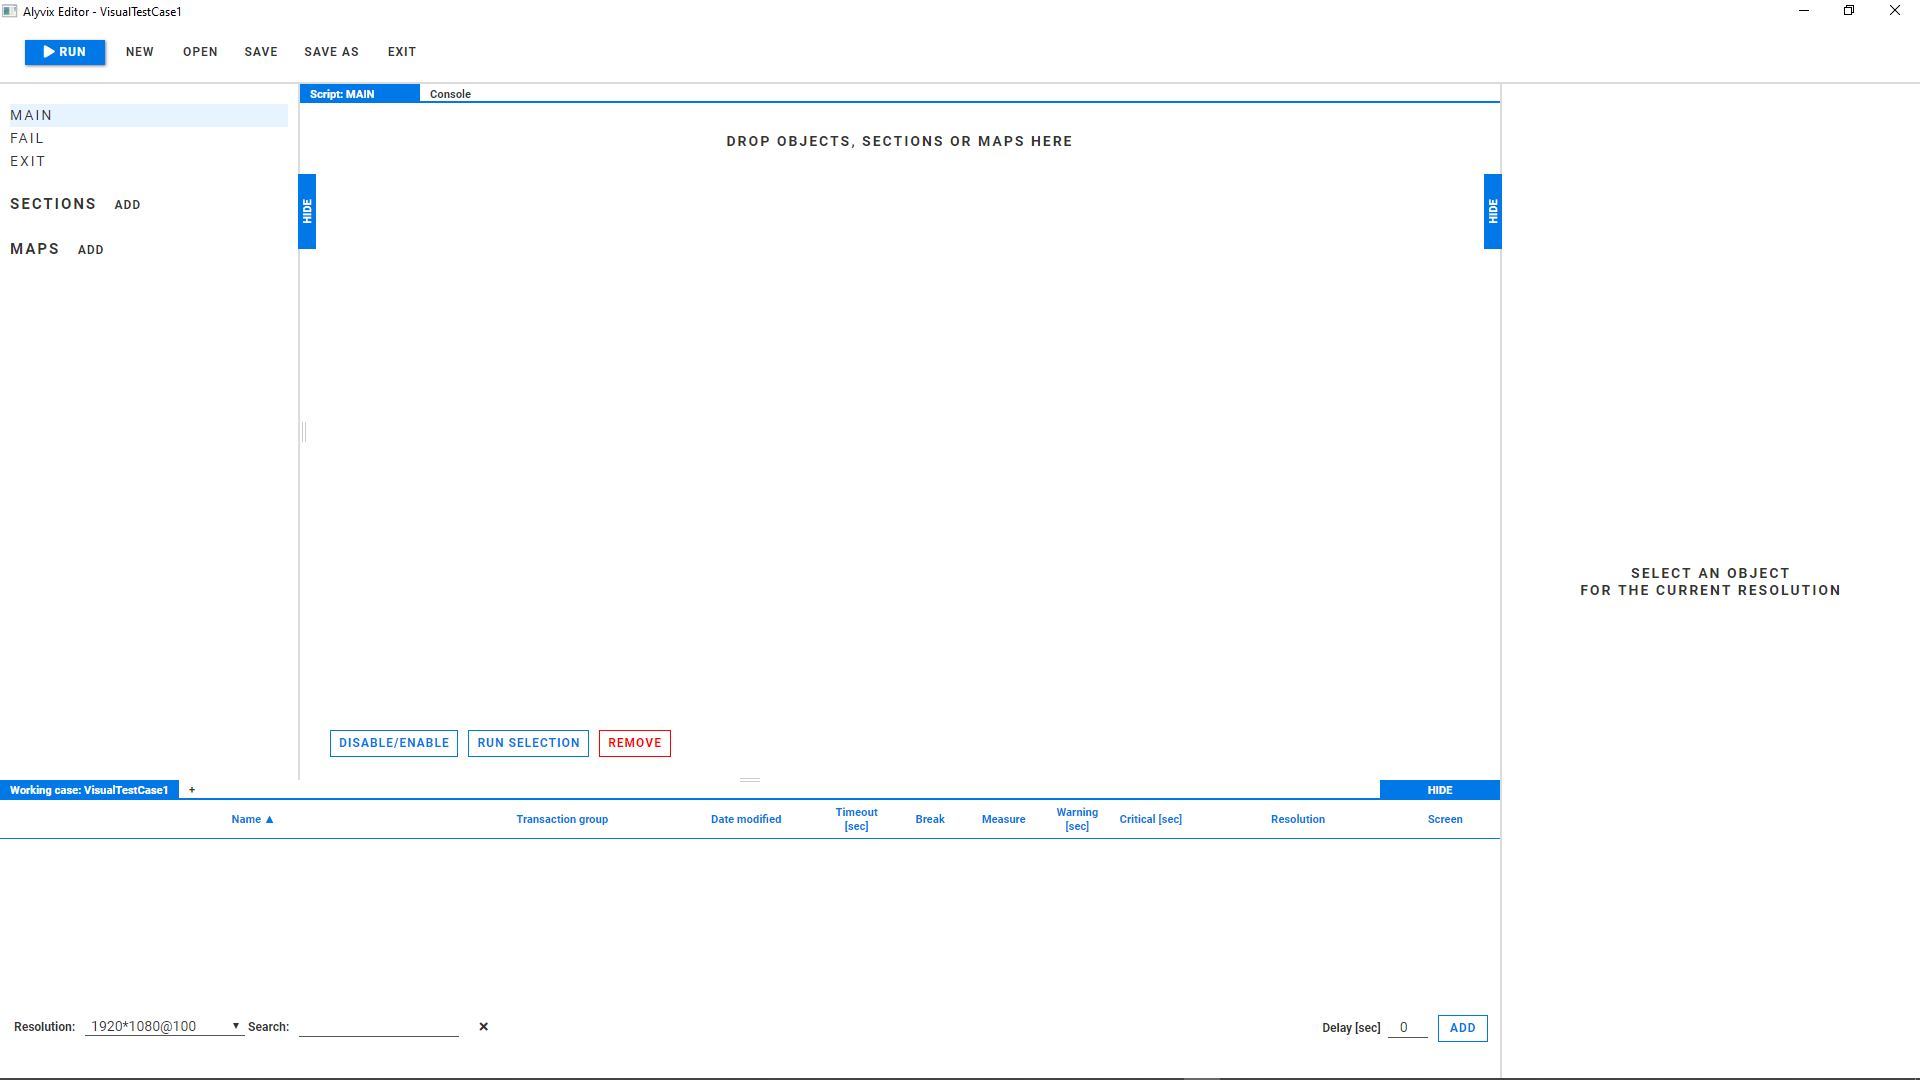 Alyvix Editor - VisualTestCase1
RUN NEW OPEN SAVE SAVE AS EXIT
MAIN
FAIL
EXIT
SECTIONS ADD
MAPS ADD
HIDE
Script: MAIN Console
DROP OBJECTS, SECTIONS OR MAPS HERE
HIDE
DISABLE/ENABLE RUN SELECTION REMOVE
SELECT AN OBJECT
FOR THE CURRENT RESOLUTION
Working case: VisualTestCase1 + HIDE
Name ▲ Transaction group Date modified Timeout [sec] Break Measure Warning [sec] Critical [sec] Resolution Screen
Resolution: 1920*1080@100 ▼ Search: × Delay [sec] 0 ADD